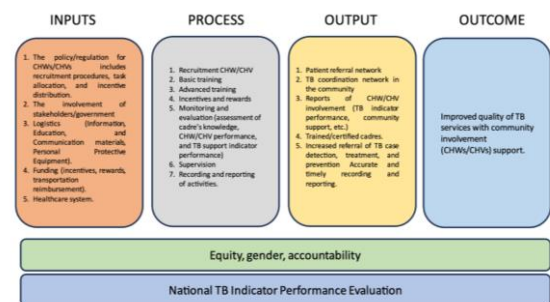 INPUTS
1. The policy/regulation for
CHWs/CHVs includes
recruitment procedures, task
allocation, and incentive
distribution.
2. The involvement of
stakeholders/government
3. Logistics (Information,
Education, and
Communication materials,
Personal Protective
Equipment).
4. Funding (incentives, rewards,
transportation
reimbursement).
5. Healthcare system.
PROCESS
1. Recruitment CHW/CHV
2. Basic training
3. Advanced training
4. Incentives and rewards
5. Monitoring and
evaluation (assessment of
cadre's knowledge,
CHW/CHV performance,
and TB support indicator
performance)
6. Supervision
7. Recording and reporting
of activities.
OUTPUT
1. Patient referral network
2. TB coordination network in
the community
3. Reports of CHW/CHV
involvement (TB indicator
performance, community
support, etc.)
4. Trained/certified cadres.
5. Increased referral of TB case
detection, treatment, and
prevention Accurate and
timely recording and
reporting.
OUTCOME
Improved quality of TB
services with community
involvement
(CHWs/CHVs) support.
Equity, gender, accountability
National TB Indicator Performance Evaluation